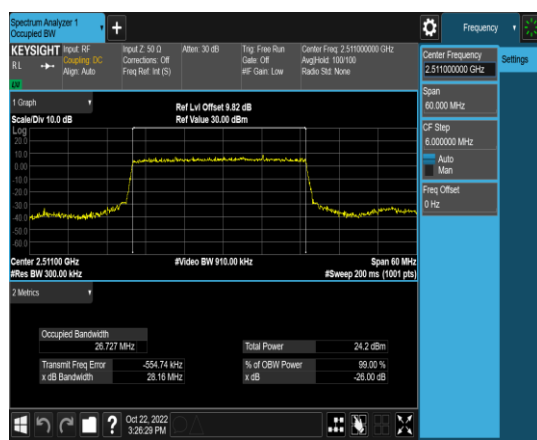 Spectrum Analyzer 1
Occupied BW
+
Frequency
KEYSIGHT
RL
Input: RF
Coupling: DC
Align: Auto
Input Z: 50 Ω
Corrections: Off
Freq Ref: Int (S)
Atten: 30 dB
Trig: Free Run
Gate: Off
#IF Gain: Low
Center Freq: 2.511000000 GHz
Avg|Hold: 100/100
Radio Std: None
Center Frequency
2.511000000 GHz
Settings
Span
60.000 MHz
CF Step
6.000000 MHz
Auto
Man
Freq Offset
0 Hz
1 Graph
Scale/Div 10.0 dB
Ref Lvl Offset 9.82 dB
Ref Value 30.00 dBm
Log
20.0
10.0
0.00
-10.0
-20.0
-30.0
-40.0
-50.0
-60.0
Center 2.51100 GHz
#Video BW 910.00 kHz
Span 60 MHz
#Res BW 300.00 kHz
#Sweep 200 ms (1001 pts)
2 Metrics
Occupied Bandwidth
26.727 MHz
Total Power 24.2 dBm
Transmit Freq Error -554.74 kHz
% of OBW Power 99.00 %
x dB Bandwidth 28.16 MHz
x dB -26.00 dB
?
Oct 22, 2022
3:26:29 PM